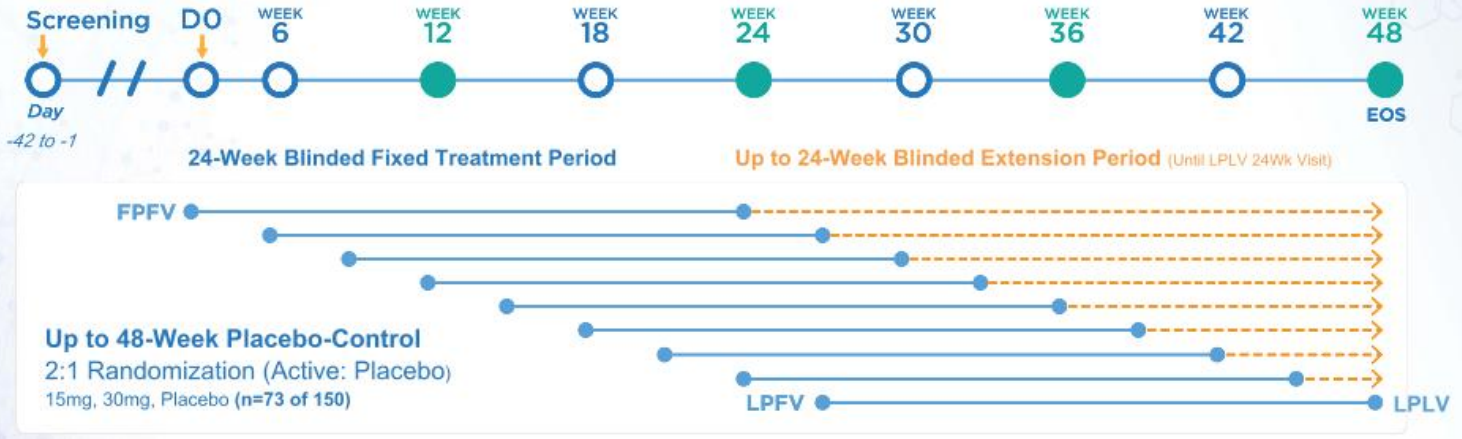 Screening
D0
WEEK
6
WEEK
12
WEEK
18
WEEK
24
WEEK
30
WEEK
36
WEEK
42
WEEK
48
Day
-42 to -1
EOS
24-Week Blinded Fixed Treatment Period
Up to 24-Week Blinded Extension Period (Until LPLV 24Wk Visit)
FPFV
Up to 48-Week Placebo-Control
2:1 Randomization (Active: Placebo)
15mg, 30mg, Placebo (n=73 of 150)
LPFV
LPLV